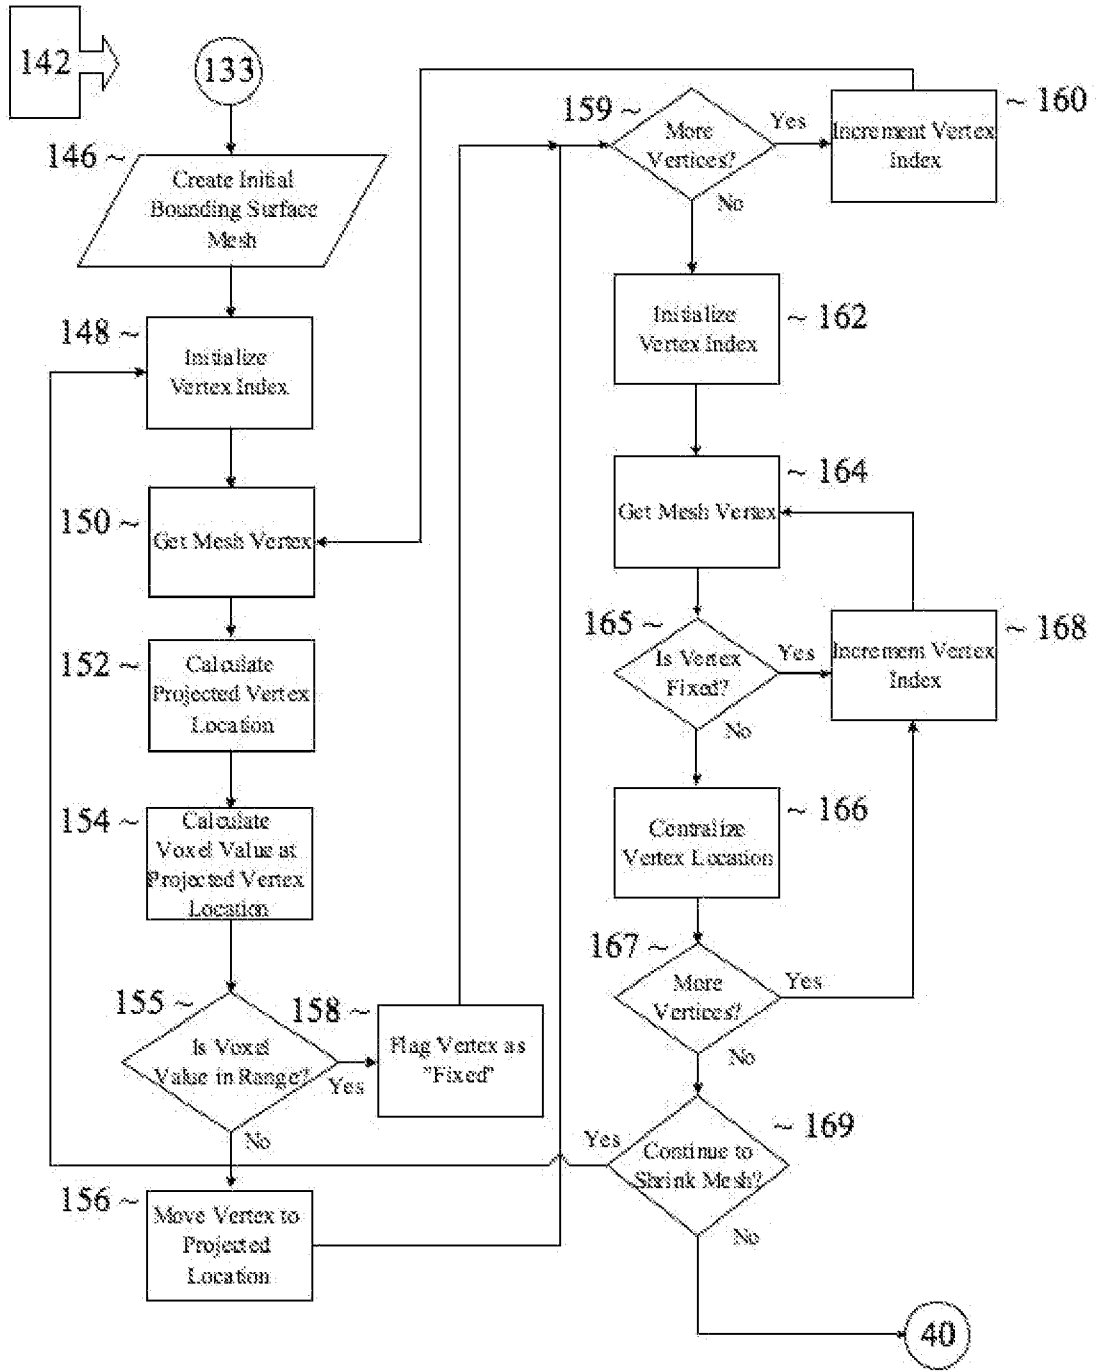 142
133
146 ~
Create Initial
Bounding Surface
Mesh
148 ~
Initialize
Vertex Index
150 ~
Get Mesh Vertex
152 ~
Calculate
Projected Vertex
Location
154 ~
Calculate
Voxel Value at
Projected Vertex
Location
155 ~
Is Voxel
Value in Range?
Yes
No
158 ~
Flag Vertex as
"Fixed"
156 ~
Move Vertex to
Projected
Location
159 ~
More
Vertices?
Yes
No
~ 160
Increment Vertex
Index
~ 162
Initialize
Vertex Index
~ 164
Get Mesh Vertex
165 ~
Is Vertex
Fixed?
Yes
No
~ 168
Increment Vertex
Index
~ 166
Centralize
Vertex Location
167 ~
More
Vertices?
Yes
No
~ 169
Continue to
Shrink Mesh?
Yes
No
40